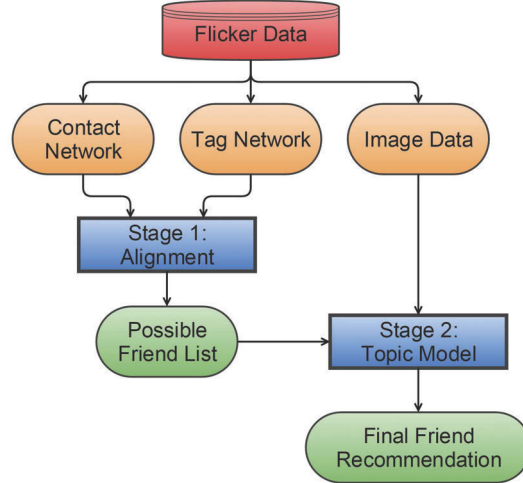 Flicker Data
Contact
Network
Tag Network
Image Data
Stage 1:
Alignment
Possible
Friend List
Stage 2:
Topic Model
Final Friend
Recommendation